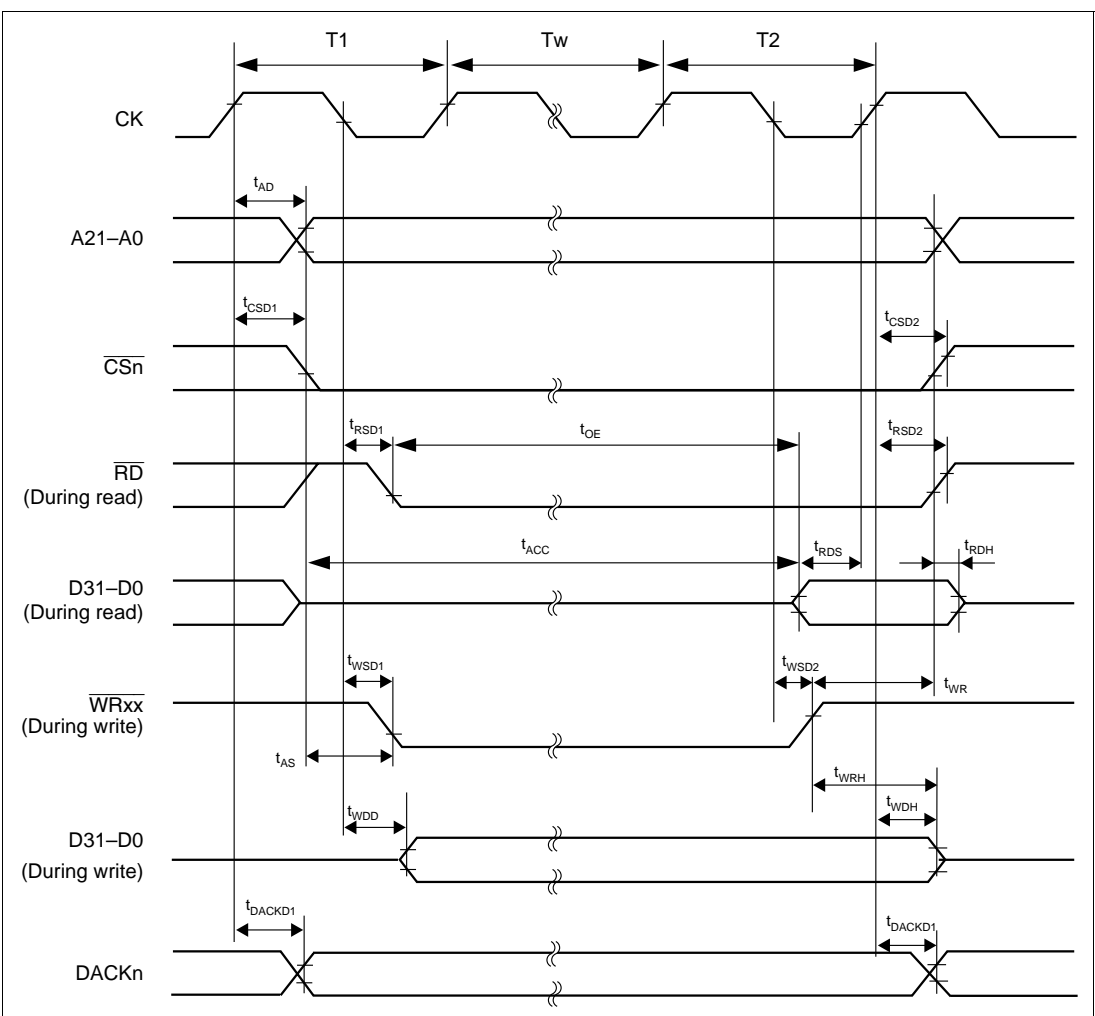 T1 Tw T2
CK
tAD
A21–A0
tCSD1 tCSD2
CSn
tRSD1 tOE tRSD2
RD
(During read)
tACC tRDS tRDH
D31–D0
(During read)
tWSD1 tWSD2 tWR
WRxx
(During write)
tAS
tWRH
tWDD tWDH
D31–D0
(During write)
tDACKD1 tDACKD1
DACKn